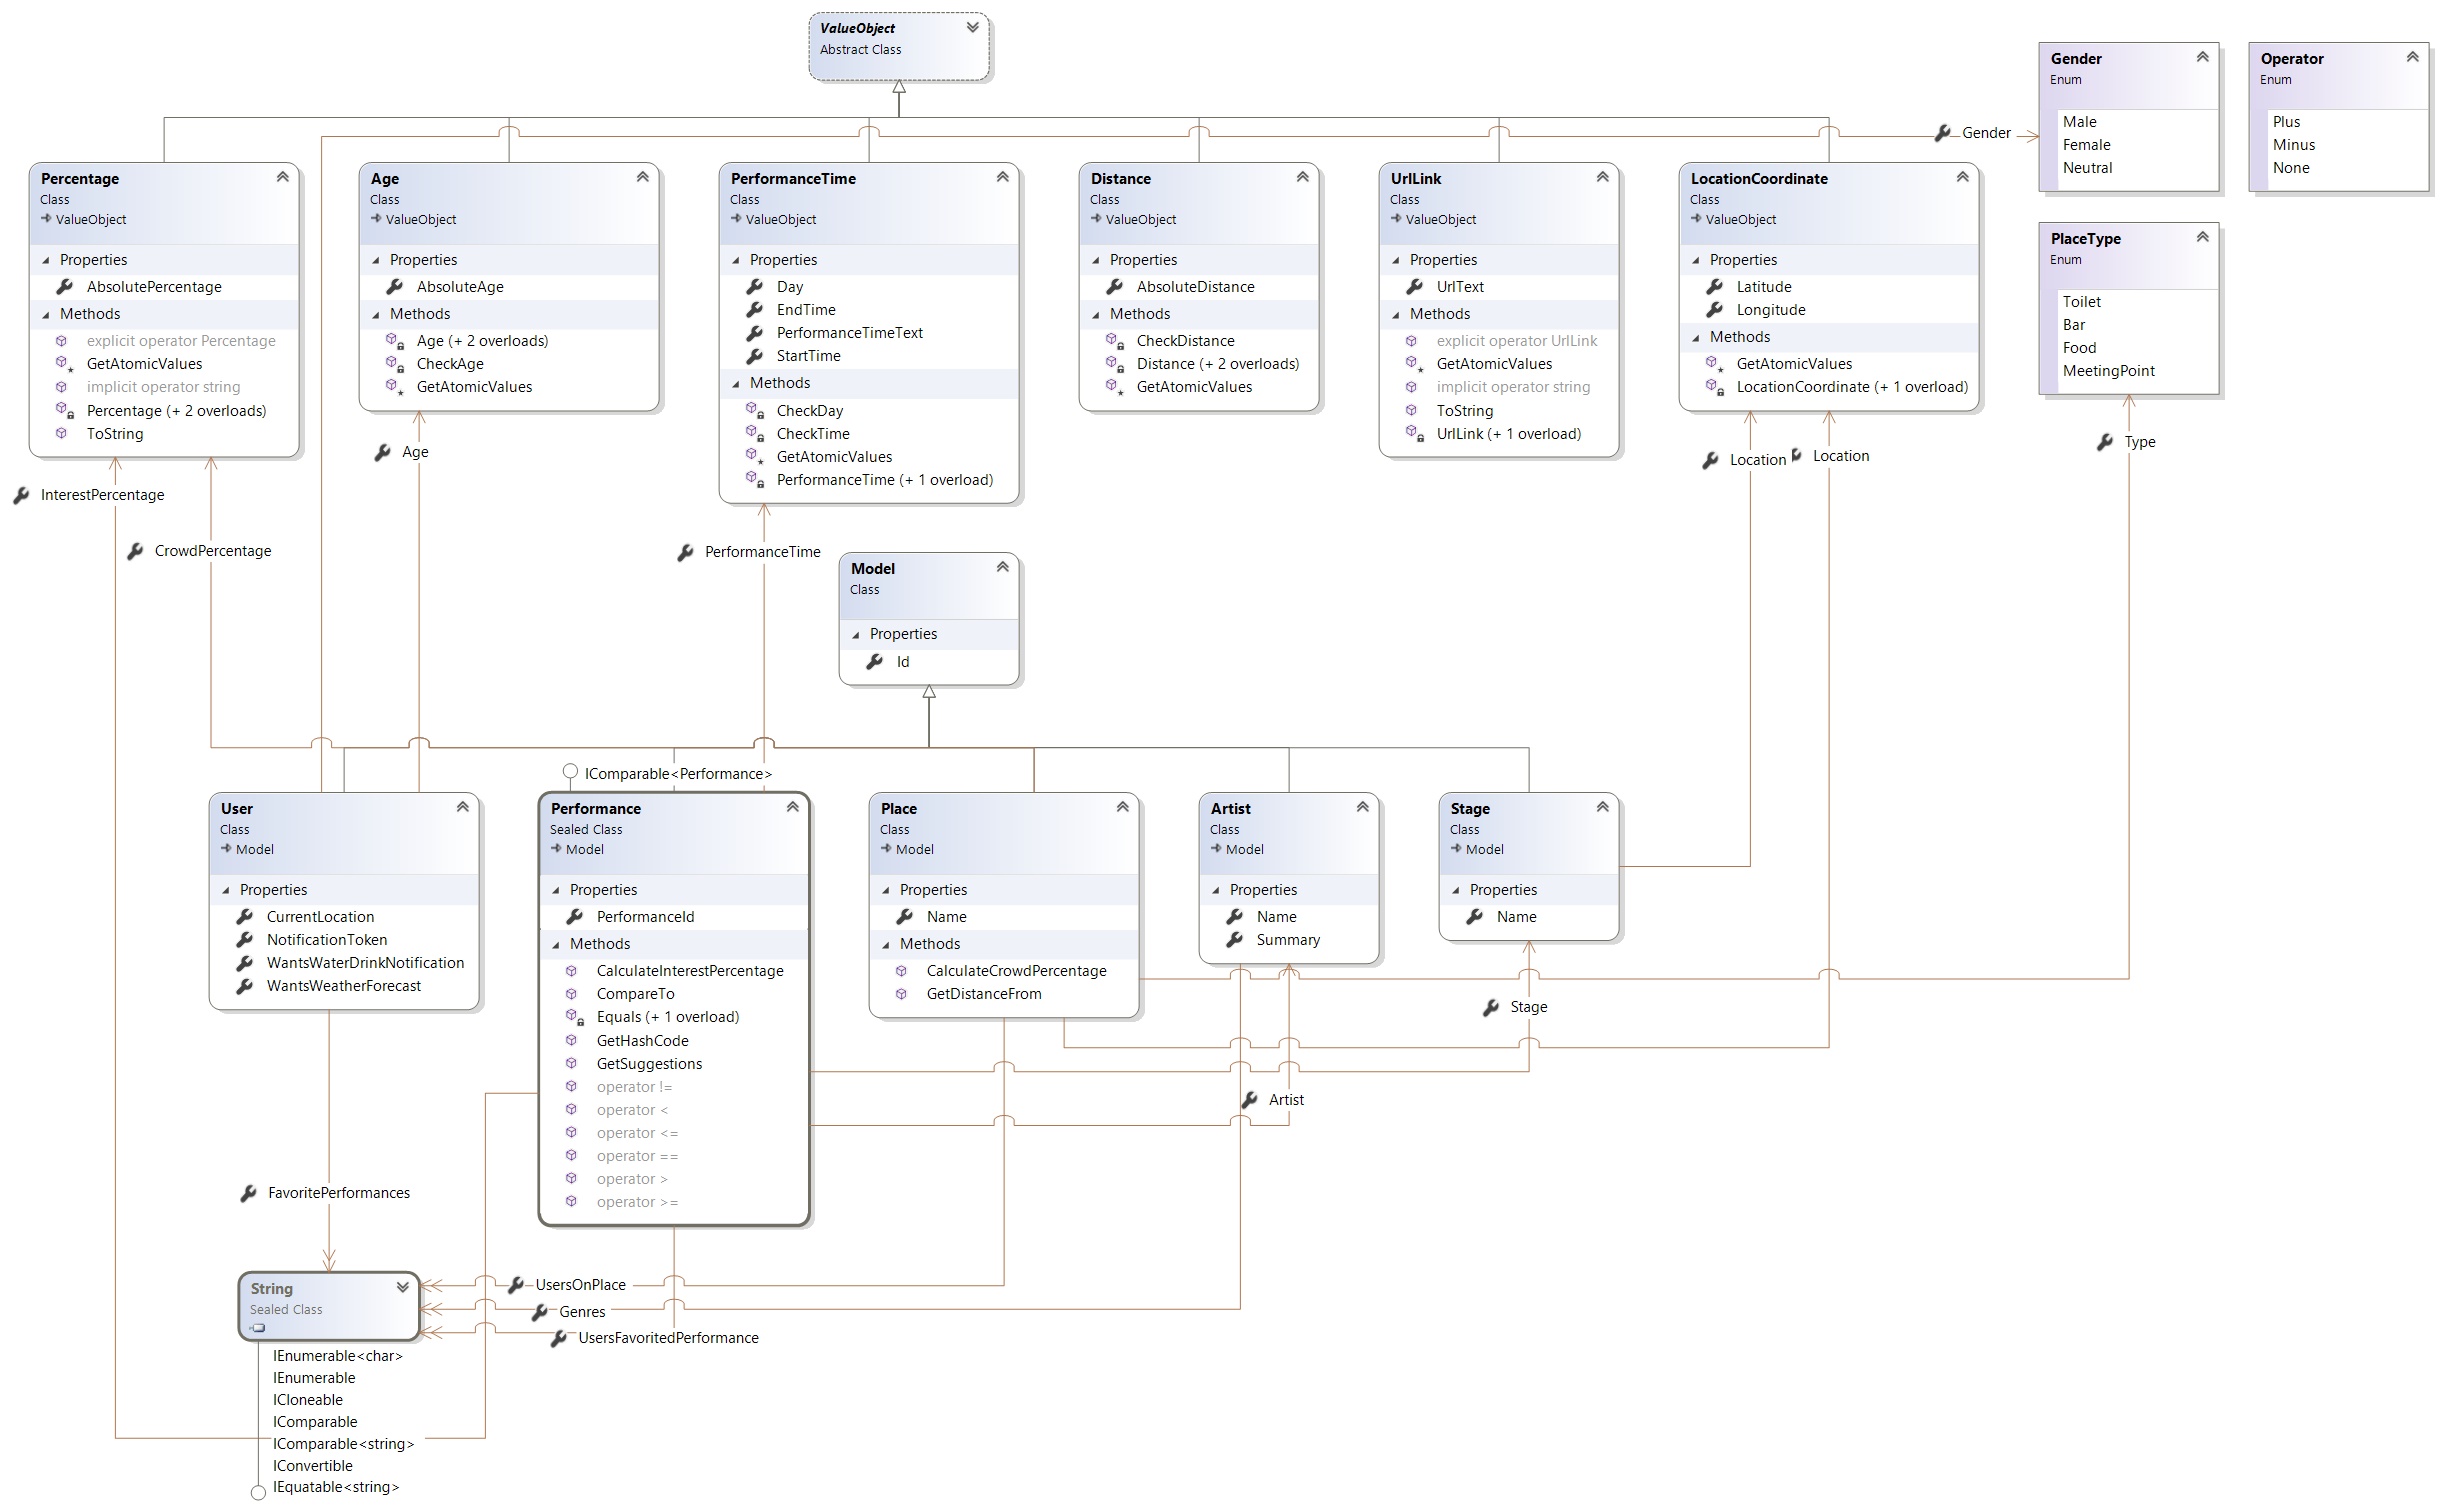 ValueObject
Abstract Class
Gender
Enum
Male
Female
Neutral
Operator
Enum
Plus
Minus
None
Gender
Percentage
Class
ValueObject
Properties
AbsolutePercentage
Methods
explicit operator Percentage
GetAtomicValues
implicit operator string
Percentage (+ 2 overloads)
ToString
Age
Class
ValueObject
Properties
AbsoluteAge
Methods
Age (+ 2 overloads)
CheckAge
GetAtomicValues
PerformanceTime
Class
ValueObject
Properties
Day
EndTime
PerformanceTimeText
StartTime
Methods
CheckDay
CheckTime
GetAtomicValues
PerformanceTime (+ 1 overload)
Distance
Class
ValueObject
Properties
AbsoluteDistance
Methods
CheckDistance
Distance (+ 2 overloads)
GetAtomicValues
UrlLink
Class
ValueObject
Properties
UrlText
Methods
explicit operator UrlLink
GetAtomicValues
implicit operator string
ToString
UrlLink (+ 1 overload)
LocationCoordinate
Class
ValueObject
Properties
Latitude
Longitude
Methods
GetAtomicValues
LocationCoordinate (+ 1 overload)
PlaceType
Enum
Toilet
Bar
Food
MeetingPoint
Age
Location
Location
Type
InterestPercentage
CrowdPercentage
PerformanceTime
Model
Class
Properties
Id
IComparable<Performance>
User
Class
Model
Properties
CurrentLocation
NotificationToken
WantsWaterDrinkNotification
WantsWeatherForecast
Performance
Sealed Class
Model
Properties
PerformanceId
Methods
CalculateInterestPercentage
CompareTo
Equals (+ 1 overload)
GetHashCode
GetSuggestions
operator !=
operator <
operator <=
operator ==
operator >
operator >=
Place
Class
Model
Properties
Name
Methods
CalculateCrowdPercentage
GetDistanceFrom
Artist
Class
Model
Properties
Name
Summary
Stage
Class
Model
Properties
Name
Stage
Artist
FavoritePerformances
String
Sealed Class
UsersOnPlace
Genres
UsersFavoritedPerformance
IEnumerable<char>
IEnumerable
ICloneable
IComparable
IComparable<string>
IConvertible
IEquatable<string>